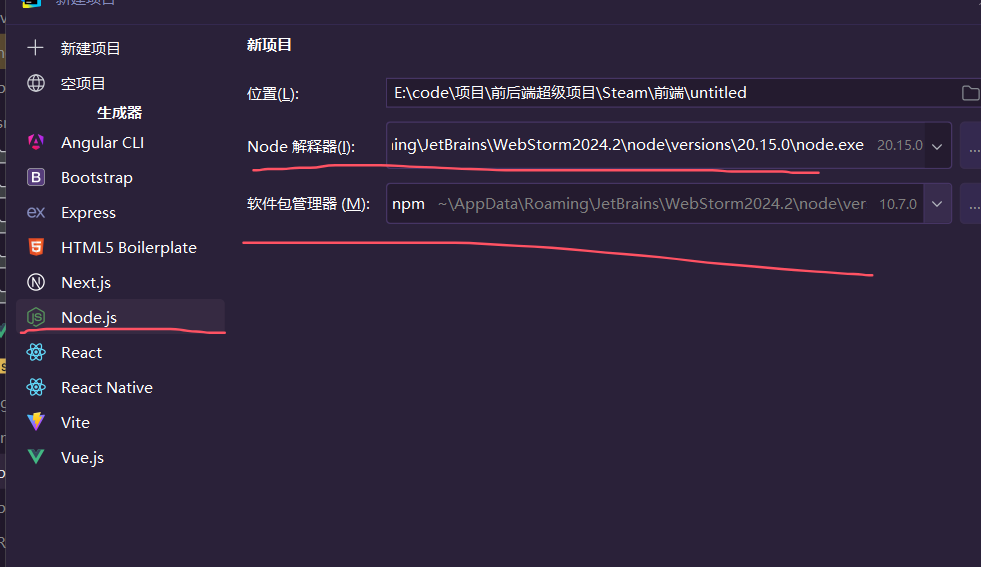 新建项目
新建项目
空项目
生成器
Angular CLI
Bootstrap
Express
HTML5 Boilerplate
Next.js
Node.js
React
React Native
Vite
Vue.js
新项目
位置(L):
E:\code\项目\前后端超级项目\Steam\前端\untitled
Node 解释器(I):
ing\JetBrains\WebStorm2024.2\node\versions\20.15.0\node.exe 20.15.0
...
软件包管理器 (M):
npm ~\AppData\Roaming\JetBrains\WebStorm2024.2\node\ver 10.7.0
...